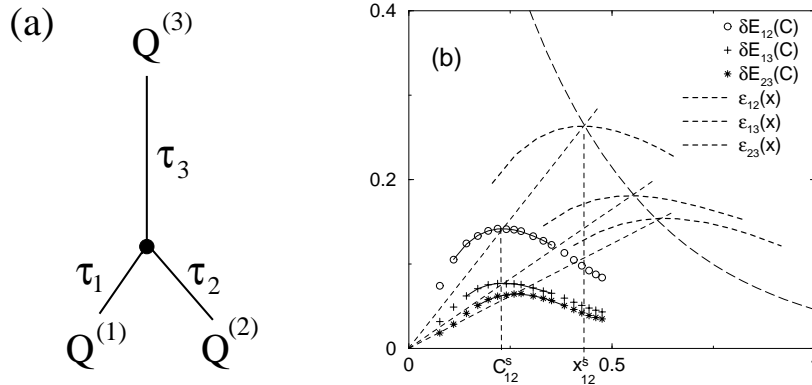 (a)
Q(3)
τ3
τ1
τ2
Q(1)
Q(2)
0.4
(b)
δE12(C)
δE13(C)
δE23(C)
ε12(x)
ε13(x)
ε23(x)
0.2
0
0
C12s
x12s
0.5